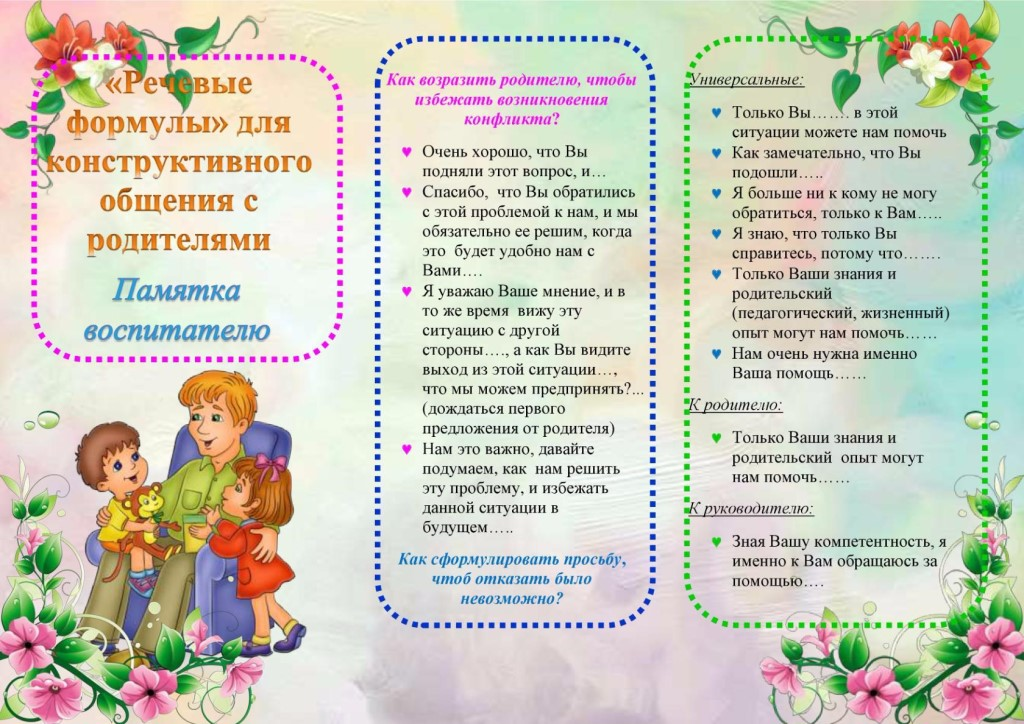 «Речевые
формулы» для
конструктивного
общения с
родителями
Памятка
воспитателю
Как возразить родителю, чтобы
избежать возникновения
конфликта?
Очень хорошо, что Вы
подняли этот вопрос, и…
Спасибо,  что Вы обратились
с этой проблемой к нам, и мы
обязательно ее решим, когда
это  будет удобно нам с
Вами….
Я уважаю Ваше мнение, и в
то же время  вижу эту
ситуацию с другой
стороны…., а как Вы видите
выход из этой ситуации…,
что мы можем предпринять?...
(дождаться первого
предложения от родителя)
Нам это важно, давайте
подумаем, как  нам решить
эту проблему, и избежать
данной ситуации в
будущем…..
Как сформулировать просьбу,
чтоб отказать было
невозможно?
Универсальные:
Только Вы……. в этой
ситуации можете нам помочь
Как замечательно, что Вы
подошли…..
Я больше ни к кому не могу
обратиться, только к Вам…..
Я знаю, что только Вы
справитесь, потому что…….
Только Ваши знания и
родительский
(педагогический, жизненный)
опыт могут нам помочь……
Нам очень нужна именно
Ваша помощь……
К родителю:
Только Ваши знания и
родительский  опыт могут
нам помочь……
К руководителю:
Зная Вашу компетентность, я
именно к Вам обращаюсь за
помощью….